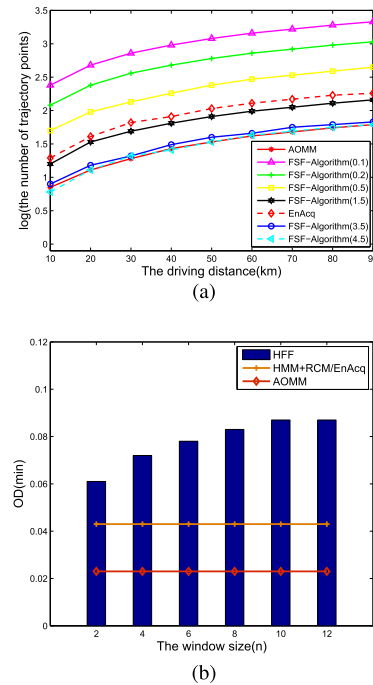 3.5
3
2.5
2
1.5
1
0.5
0
log(the number of trajectory points)
AOMM
FSF-Algorithm(0.1)
FSF-Algorithm(0.2)
FSF-Algorithm(0.5)
FSF-Algorithm(1.5)
EnAcq
FSF-Algorithm(3.5)
FSF-Algorithm(4.5)
10 20 30 40 50 60 70 80 9
The driving distance(km)
(a)
0.12
0.1
0.08
0.06
0.04
0.02
0
OD(min)
HFF
HMM+RCM/EnAcq
AOMM
2 4 6 8 10 12
The window size(n)
(b)